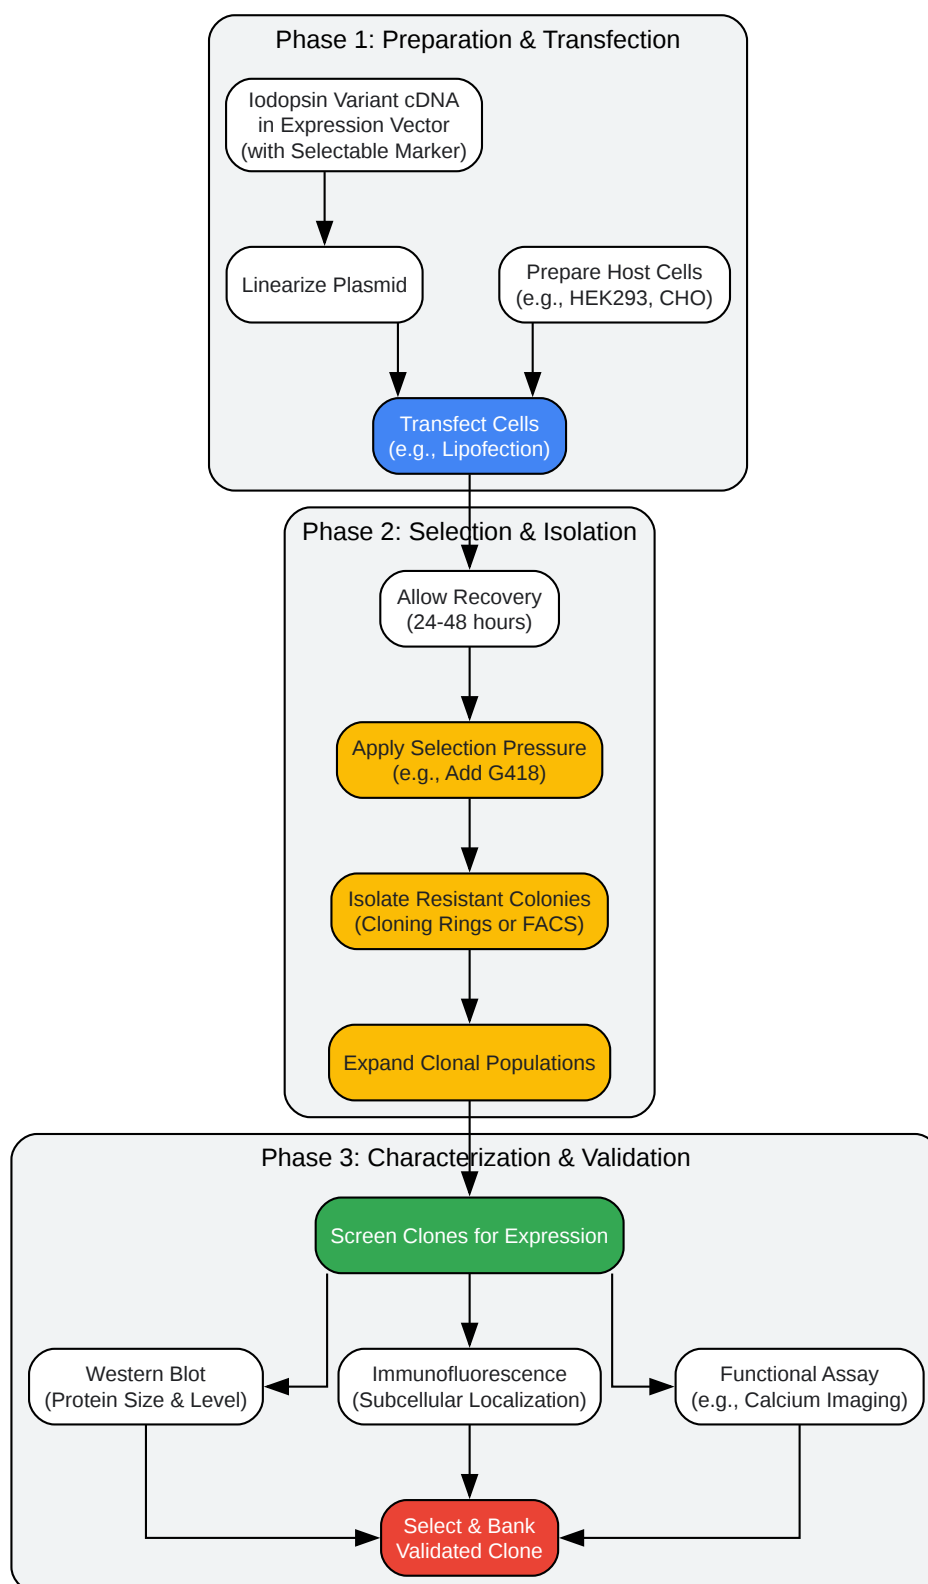 Phase 1: Preparation & Transfection
Iodopsin Variant cDNA
in Expression Vector
(with Selectable Marker)
Linearize Plasmid
Prepare Host Cells
(e.g., HEK293, CHO)
Transfect Cells
(e.g., Lipofection)
Phase 2: Selection & Isolation
Allow Recovery
(24-48 hours)
Apply Selection Pressure
(e.g., Add G418)
Isolate Resistant Colonies
(Cloning Rings or FACS)
Expand Clonal Populations
Phase 3: Characterization & Validation
Screen Clones for Expression
Western Blot
(Protein Size & Level)
Immunofluorescence
(Subcellular Localization)
Functional Assay
(e.g., Calcium Imaging)
Select & Bank
Validated Clone